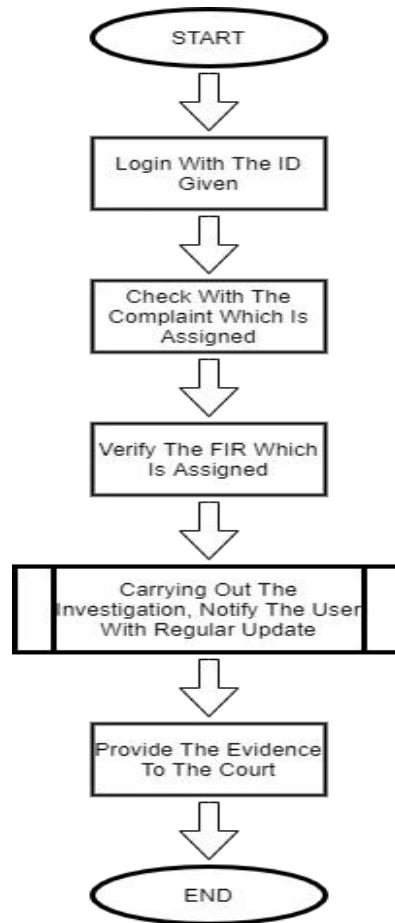 START
Login With The ID
Given
Check With The
Complaint Which Is
Assigned
Verify The FIR Which
Is Assigned
Carrying Out The
Investigation, Notify The User
With Regular Update
Provide The Evidence
To The Court
END